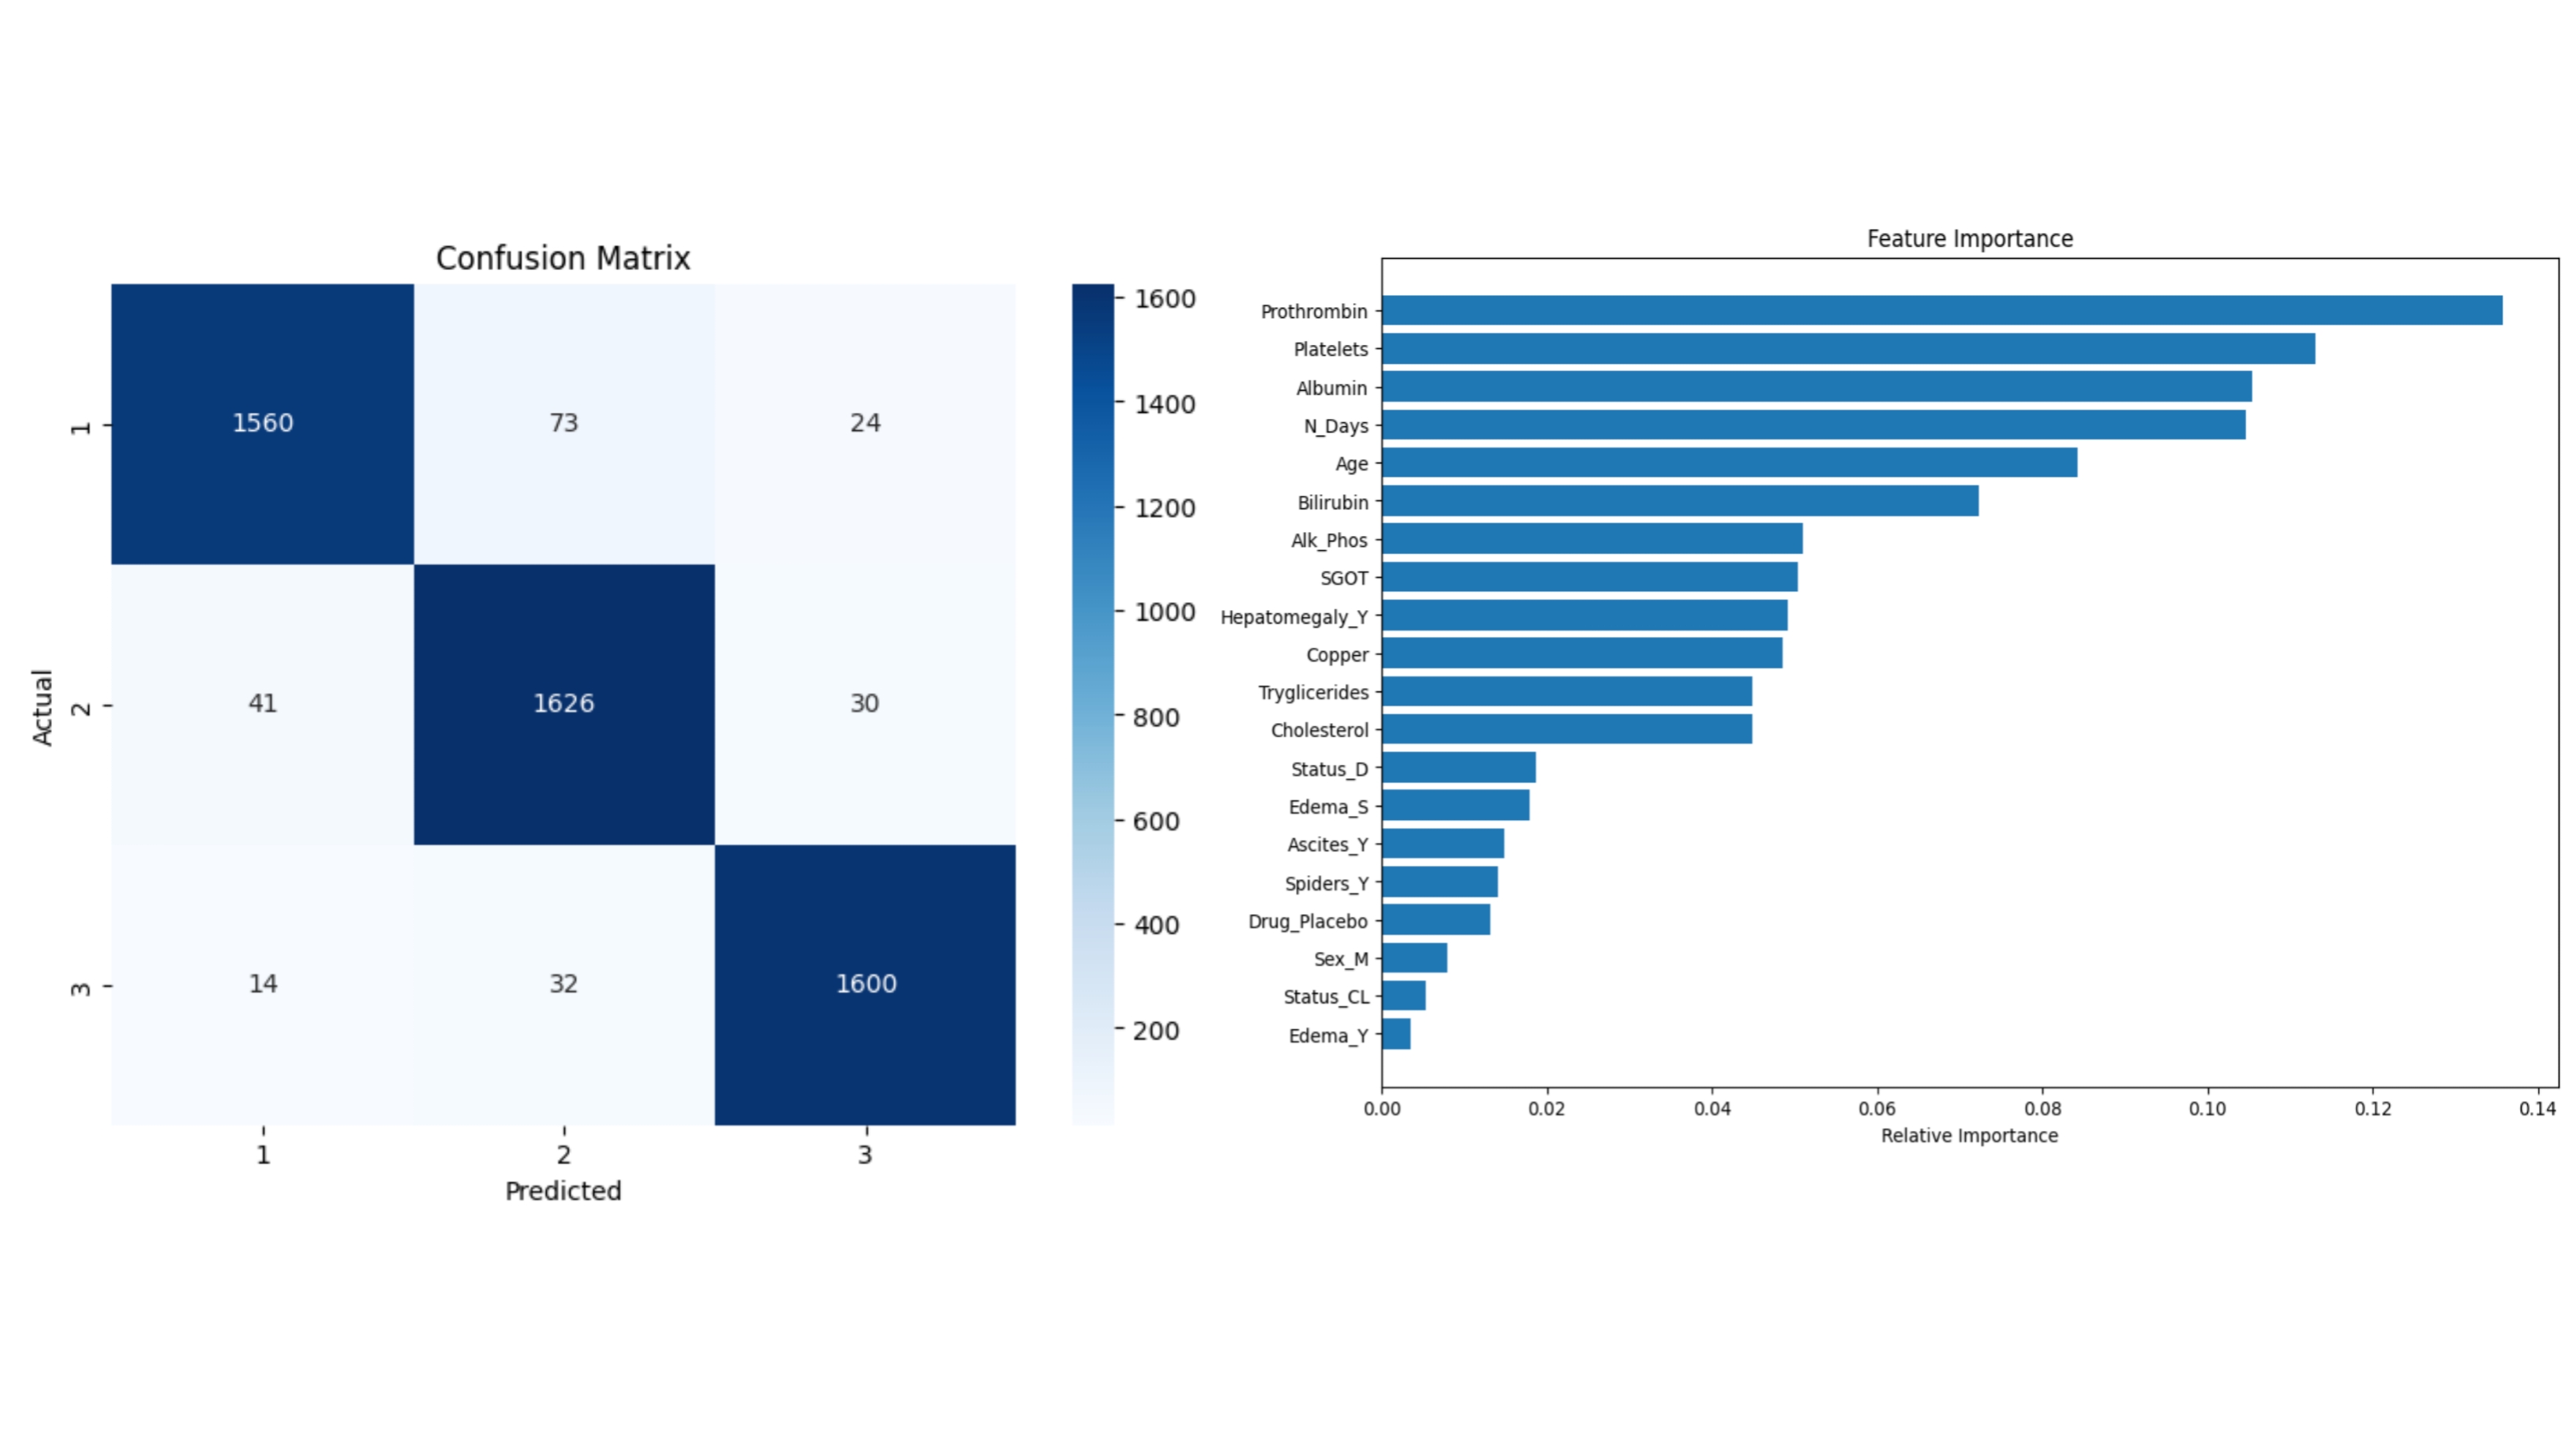 Confusion Matrix
1560 73 24
41 1626 30
14 32 1600
Actual
1
2
3
1 2 3
Predicted
1600
1400
1200
1000
800
600
400
200
Feature Importance
Prothrombin
Platelets
Albumin
N_Days
Age
Bilirubin
Alk_Phos
SGOT
Hepatomegaly_Y
Copper
Tryglicerides
Cholesterol
Status_D
Edema_S
Ascites_Y
Spiders_Y
Drug_Placebo
Sex_M
Status_CL
Edema_Y
0.00 0.02 0.04 0.06 0.08 0.10 0.12 0.14
Relative Importance